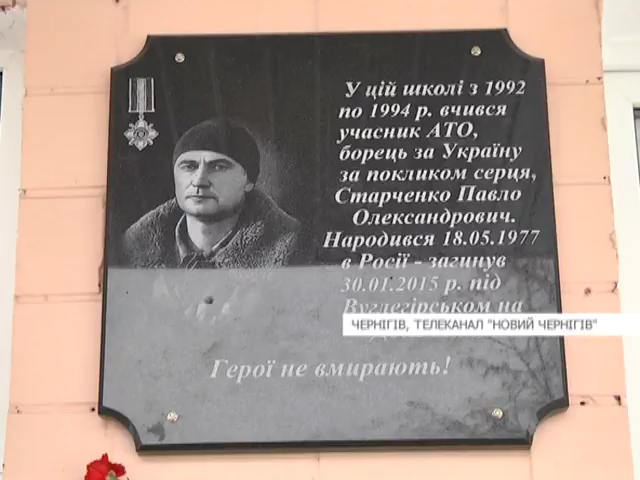 У цій школі з 1992
по 1994 р. вчився
учасник АТО,
борець за Україну
за покликом серця,
Старченко Павло
Олександрович.
Народився 18.05.1977
в Росії - загинув
30.01.2015 р. під
Вуглегірськом на
ЧЕРНІГІВ, ТЕЛЕКАНАЛ "НОВИЙ ЧЕРНІГІВ"
Герої не вмирають!